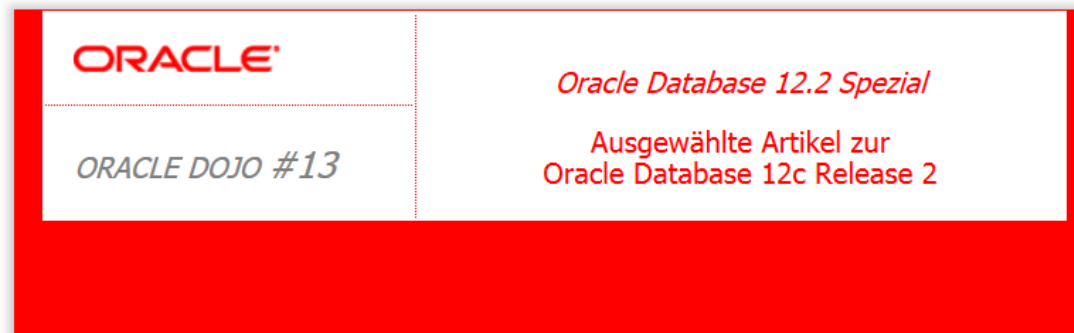 ORACLE
ORACLE DOJO #13
Oracle Database 12.2 Spezial
Ausgewählte Artikel zur
Oracle Database 12c Release 2